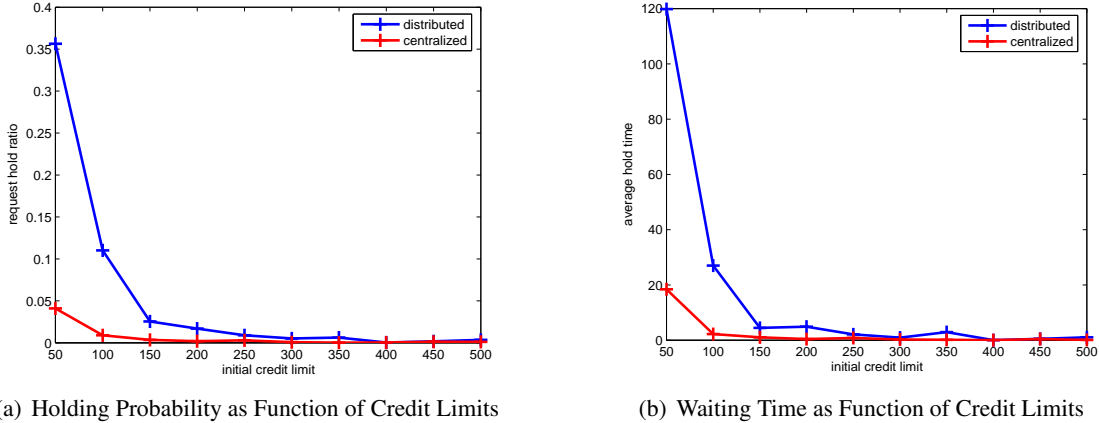 0.4
0.35
0.3
0.25
0.2
0.15
0.1
0.05
0
request hold ratio
distributed
centralized
50 100 150 200 250 300 350 400 450 500
initial credit limit
a) Holding Probability as Function of Credit Limits
120
100
80
60
40
20
0
average hold time
distributed
centralized
50 100 150 200 250 300 350 400 450 500
initial credit limit
(b) Waiting Time as Function of Credit Limits